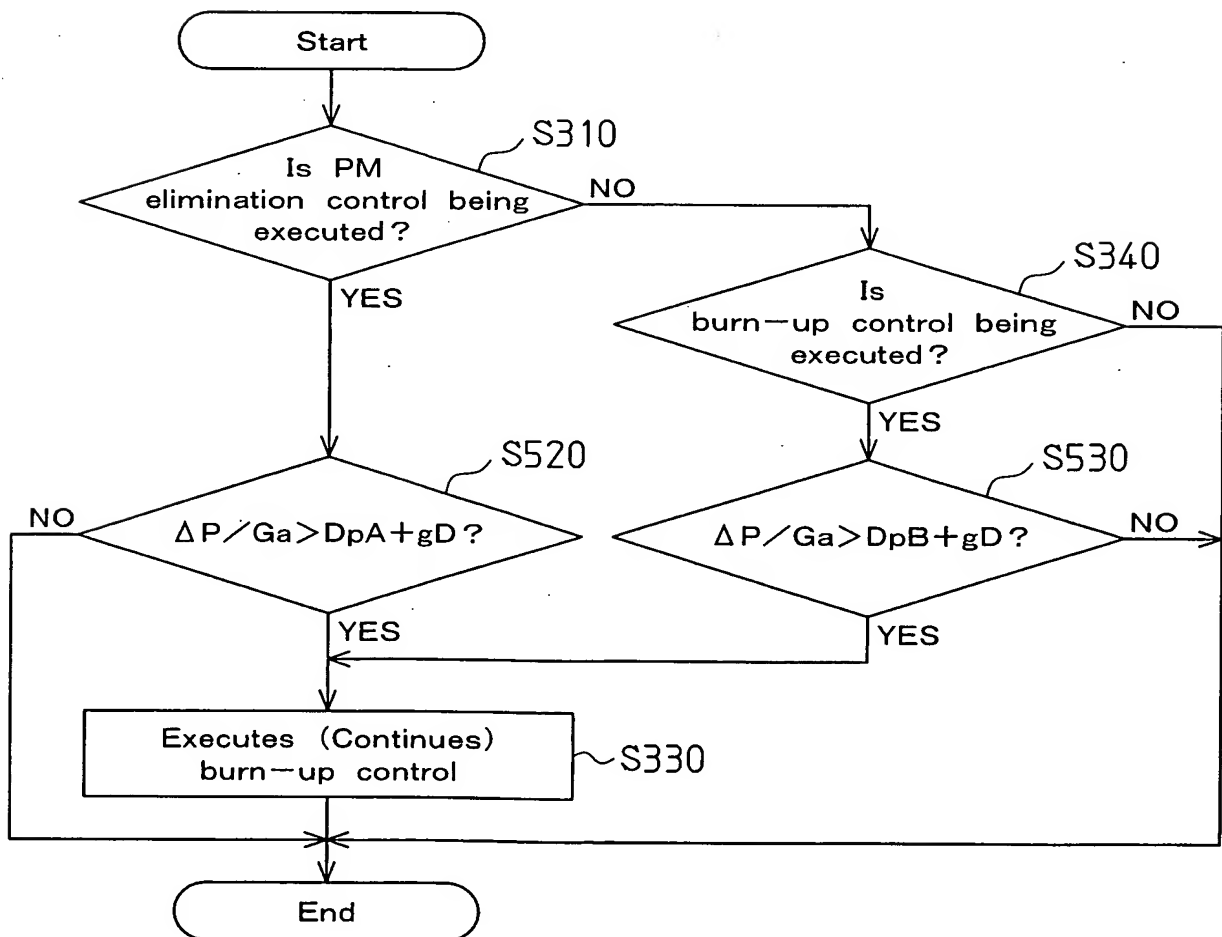 Start
S310
Is PM
elimination control being
executed?
NO
YES
S340
Is
burn-up control being
executed?
NO
YES
S520
NO
ΔP/Ga>DpA+gD?
YES
S530
ΔP/Ga>DpB+gD?
NO
YES
Executes (Continues)
burn-up control
S330
End